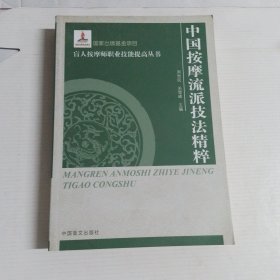 国家出版基金项目
盲人按摩师职业技能提高丛书
中国按摩流派技法精粹
主编
MANGREN ANMOSHI ZHIYE JINENG
TIGAO CONGSHU
中国盲文出版社